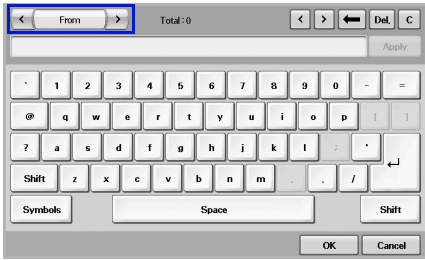 < From > Total : 0 < > ← Del. C
Apply
` 1 2 3 4 5 6 7 8 9 0 - =
@ q w e r t y u i o p [ ]
? a s d f g h j k l ; '
Shift z x c v b n m . /
Symbols Space Shift
OK Cancel